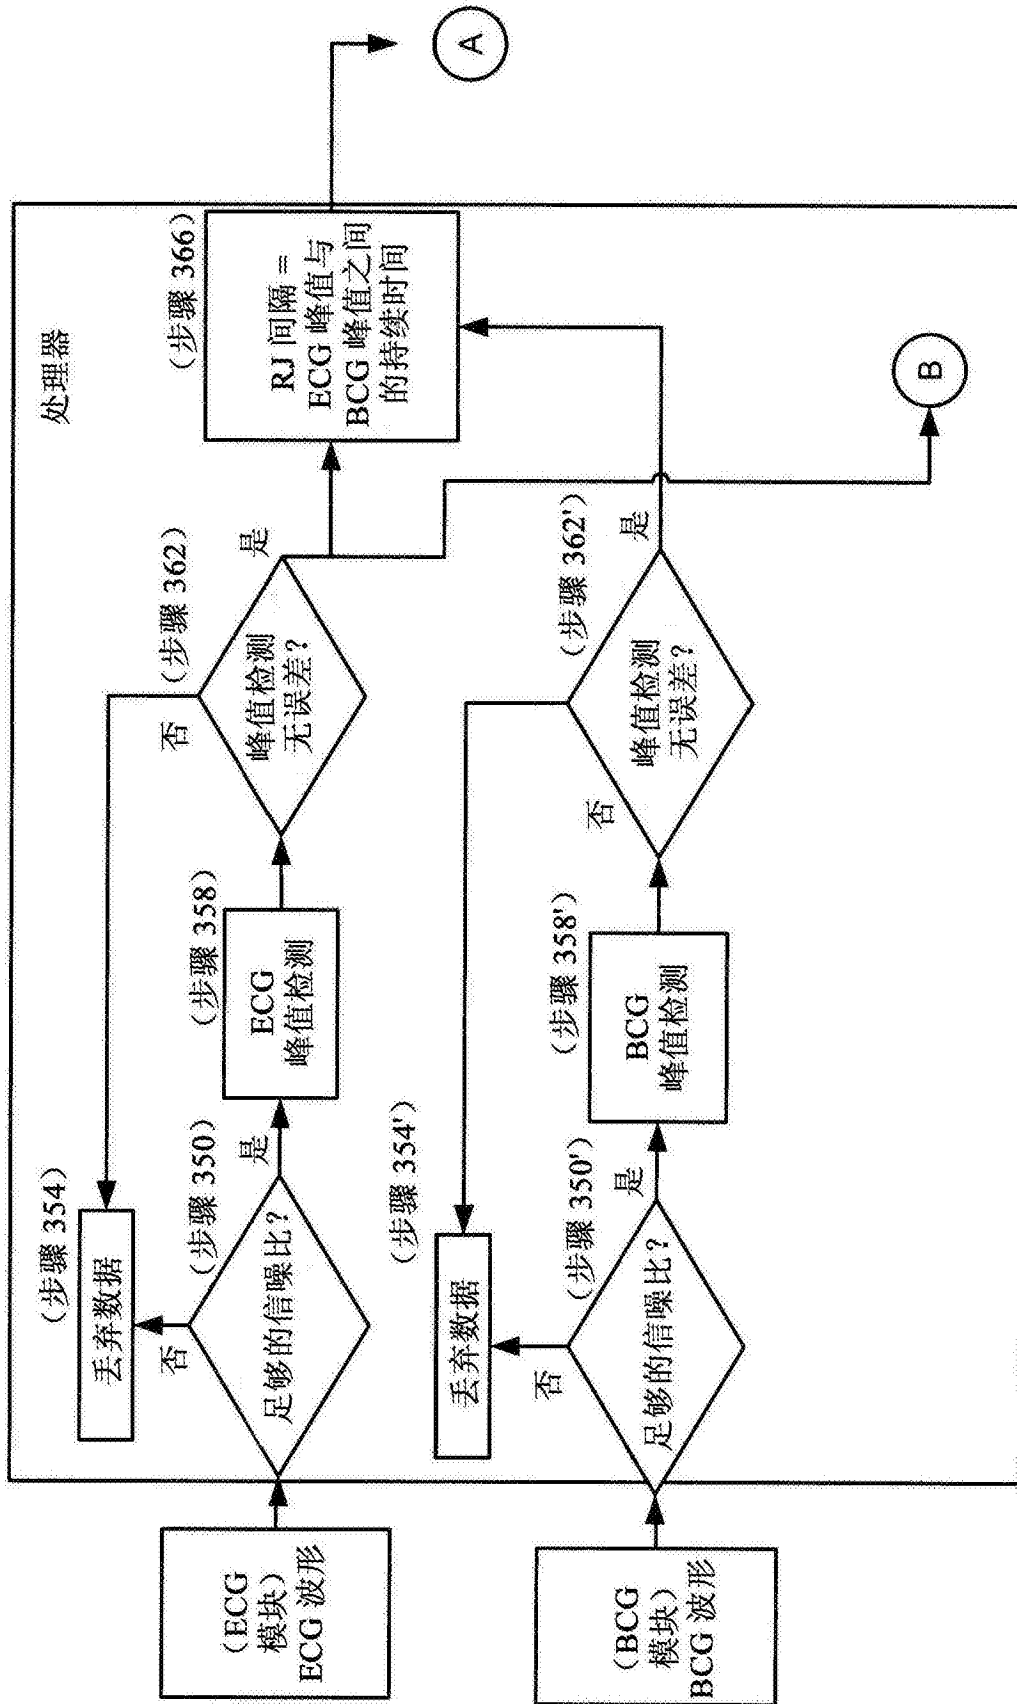 处理器
（ECG
模块）
ECG 波形
足够的信噪比？
（步骤 350）
否
是
丢弃数据
（步骤 354）
ECG
峰值检测
（步骤 358）
峰值检测
无误差？
（步骤 362）
否
是
RJ 间隔 =
ECG 峰值与
BCG 峰值之间
的持续时间
（步骤 366）
A
（BCG
模块）
BCG 波形
足够的信噪比？
（步骤 350'）
否
是
丢弃数据
（步骤 354'）
BCG
峰值检测
（步骤 358'）
峰值检测
无误差？
（步骤 362'）
否
是
B